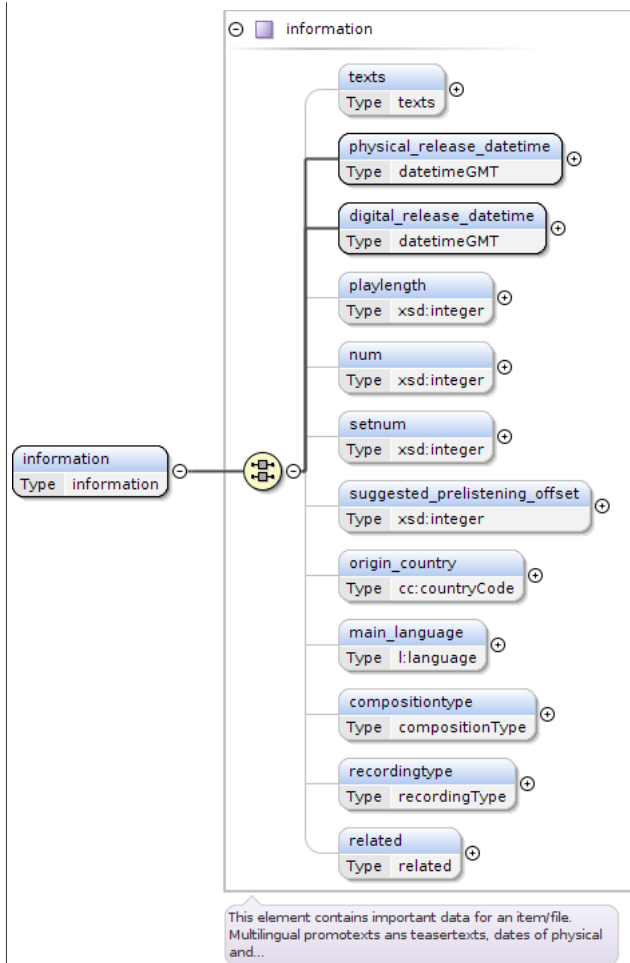 information
texts
Type texts
physical_release_datetime
Type datetimeGMT
digital_release_datetime
Type datetimeGMT
playlength
Type xsd:integer
num
Type xsd:integer
setnum
Type xsd:integer
information
Type information
suggested_prelistening_offset
Type xsd:integer
origin_country
Type cc:countryCode
main_language
Type l:language
compositiontype
Type compositionType
recordingtype
Type recordingType
related
Type related
This element contains important data for an item/file.
Multilingual promotexts ans teasertexts, dates of physical
and...